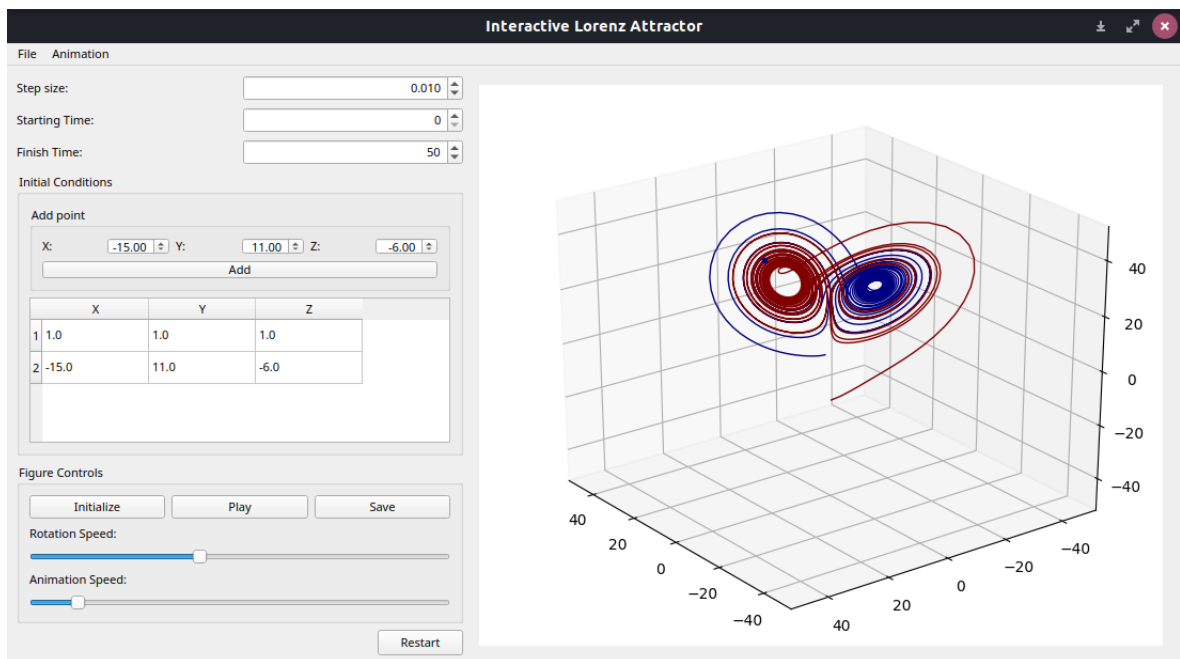 Interactive Lorenz Attractor
File Animation
Step size: 0.010
Starting Time: 0
Finish Time: 50
Initial Conditions
Add point
X: -15.00 Y: 11.00 Z: -6.00
Add
X Y Z
1 1.0 1.0 1.0
2 -15.0 11.0 -6.0
Figure Controls
Initialize Play Save
Rotation Speed:
Animation Speed:
Restart
40
20
0
−20
−40
40
20
0
−20
−40
40
20
0
−20
−40